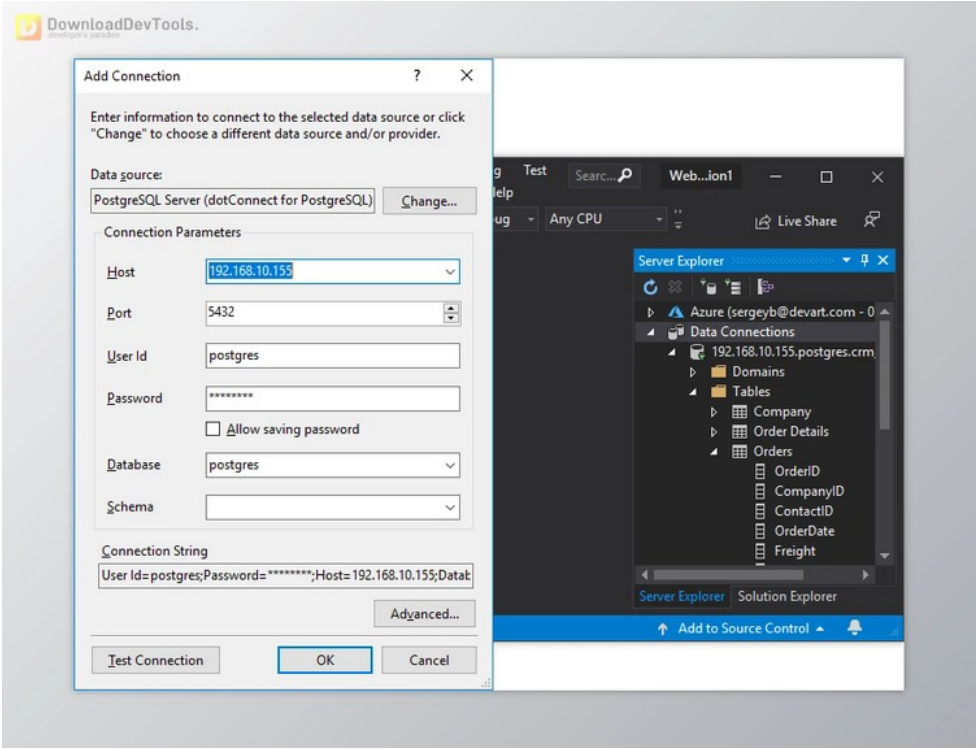 DownloadDevTools.
developer's paradise
Add Connection
?
Enter information to connect to the selected data source or click
"Change" to choose a different data source and/or provider.
Data source:
PostgreSQL Server (dotConnect for PostgreSQL)
Change...
Connection Parameters
Host
192.168.10.155
Port
5432
User Id
postgres
Password
********
Allow saving password
Database
postgres
Schema
Connection String
User Id=postgres;Password=********;Host=192.168.10.155;Datab
Advanced...
Test Connection
OK
Cancel
g Test Searc... Web...ion1
elp
ug Any CPU Live Share
Server Explorer
Azure (sergeyb@devart.com - 0
Data Connections
192.168.10.155.postgres.crm
Domains
Tables
Company
Order Details
Orders
OrderID
CompanyID
ContactID
OrderDate
Freight
Server Explorer Solution Explorer
Add to Source Control